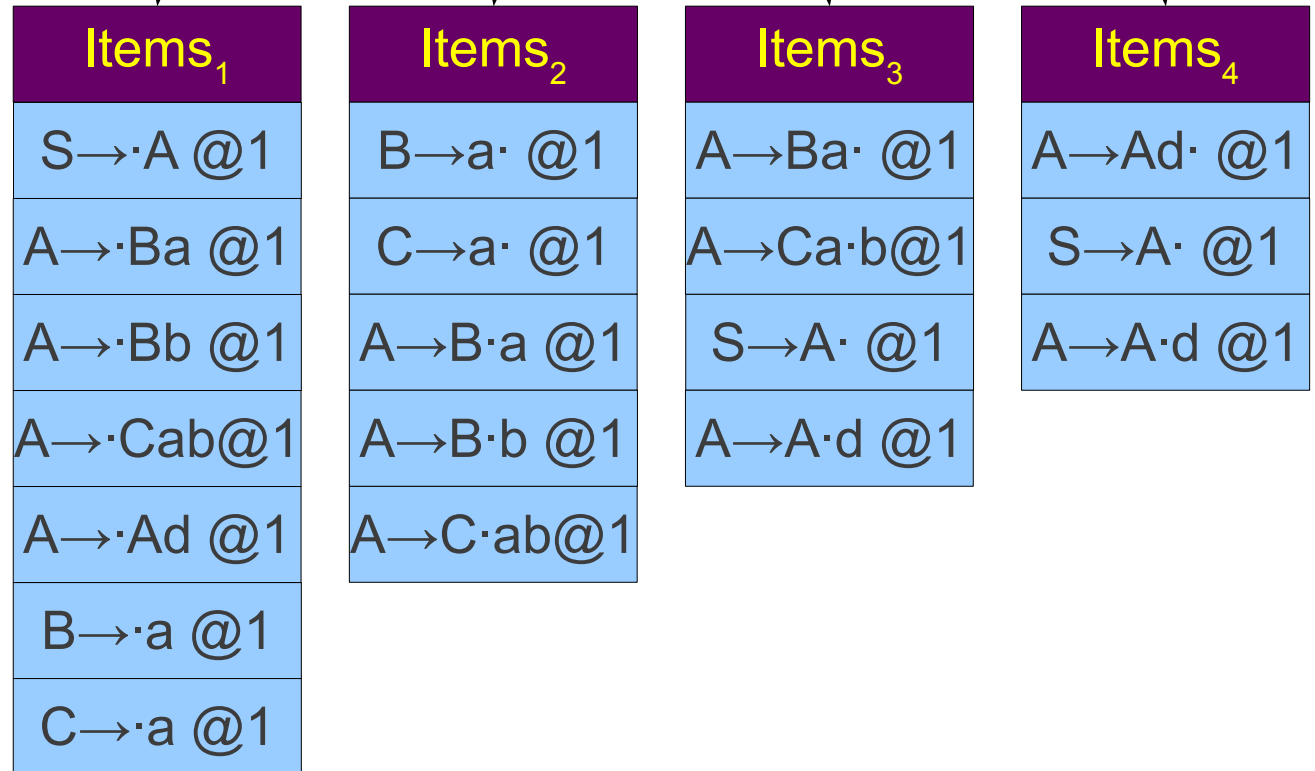 Items₁
S→·A @1
A→·Ba @1
A→·Bb @1
A→·Cab@1
A→·Ad @1
B→·a @1
C→·a @1
Items₂
B→a· @1
C→a· @1
A→B·a @1
A→B·b @1
A→C·ab@1
Items₃
A→Ba· @1
A→Ca·b@1
S→A· @1
A→A·d @1
Items₄
A→Ad· @1
S→A· @1
A→A·d @1